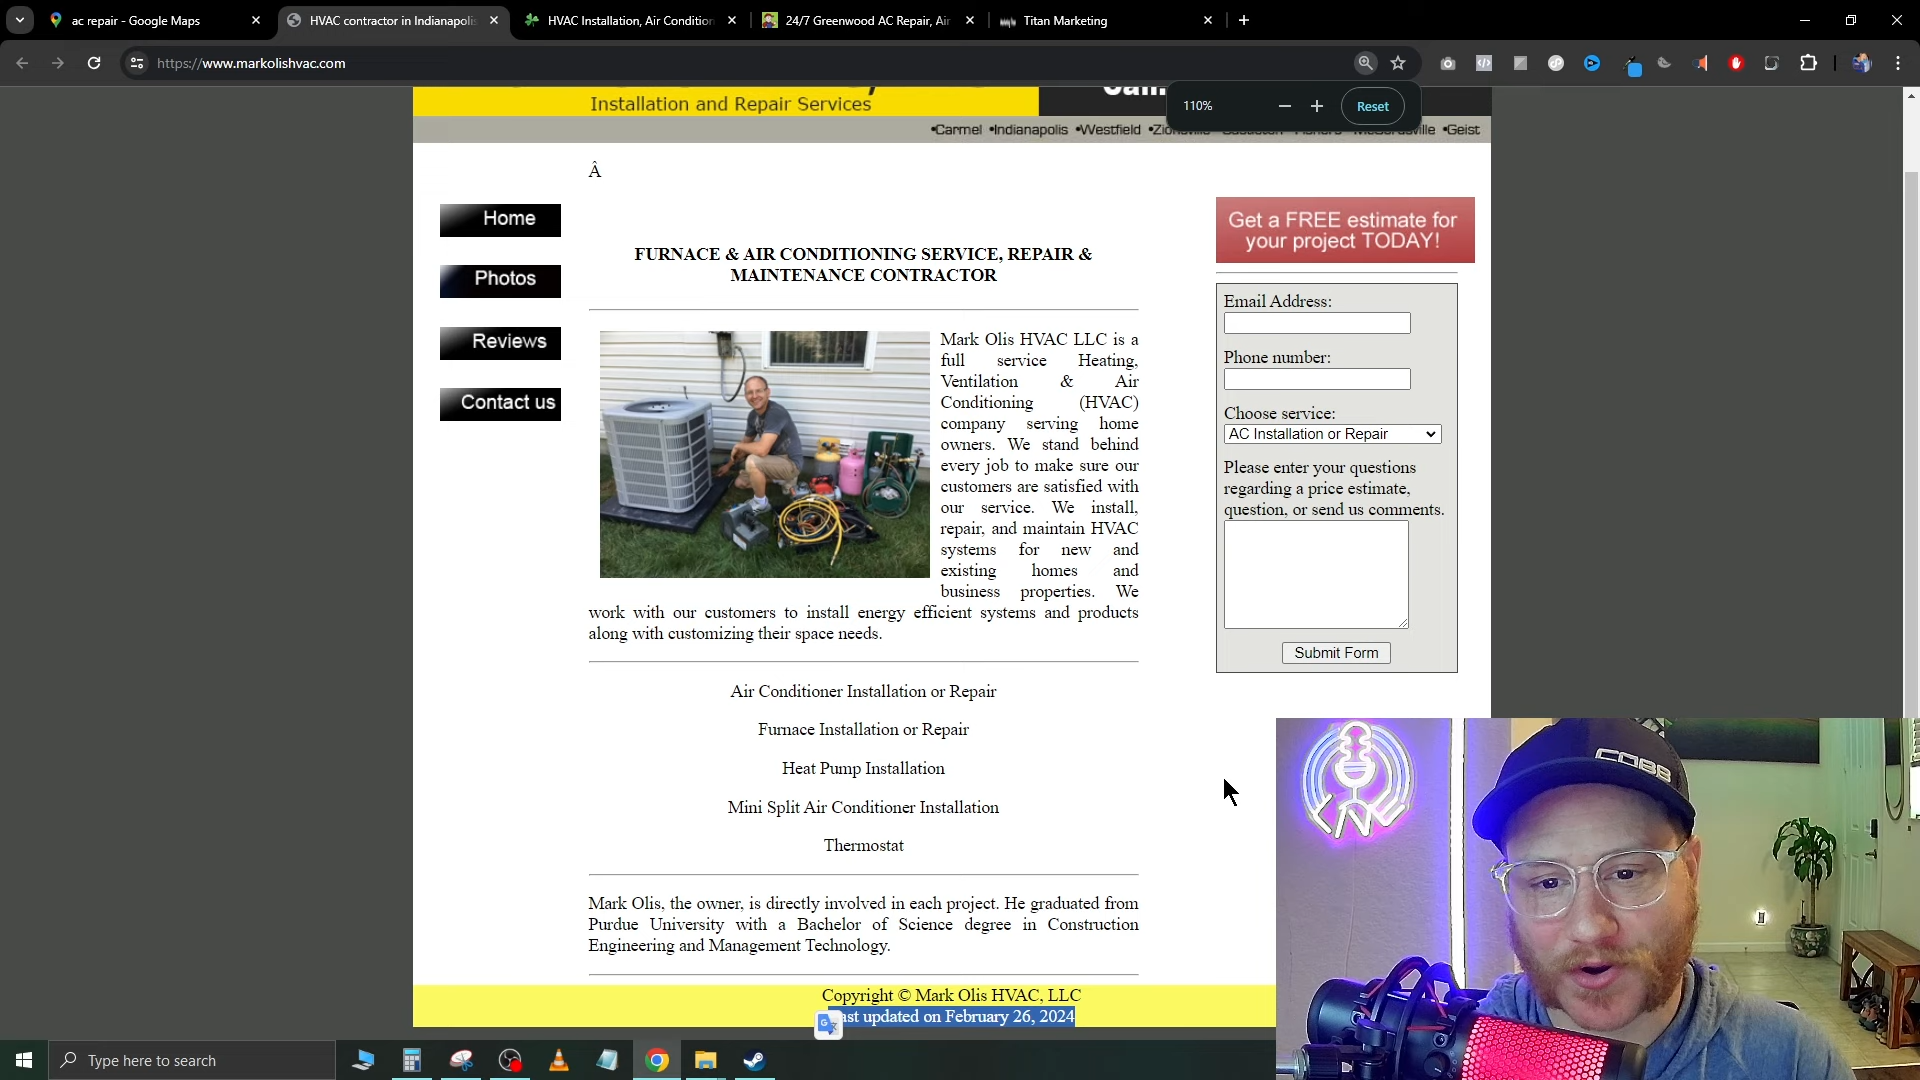 ac repair - Google Maps
HVAC contractor in Indianapolis
HVAC Installation, Air Condition
24/7 Greenwood AC Repair, Air
Titan Marketing
https://www.markolishvac.com
110%
Reset
Installation and Repair Services
•Carmel •Indianapolis •Westfield
•Geist
Â
Home
Photos
Reviews
Contact us
FURNACE & AIR CONDITIONING SERVICE, REPAIR &
MAINTENANCE CONTRACTOR
Mark Olis HVAC LLC is a
full service Heating,
Ventilation & Air
Conditioning (HVAC)
company serving home
owners. We stand behind
every job to make sure our
customers are satisfied with
our service. We install,
repair, and maintain HVAC
systems for new and
existing homes and
business properties. We
work with our customers to install energy efficient systems and products
along with customizing their space needs.
Air Conditioner Installation or Repair
Furnace Installation or Repair
Heat Pump Installation
Mini Split Air Conditioner Installation
Thermostat
Mark Olis, the owner, is directly involved in each project. He graduated from
Purdue University with a Bachelor of Science degree in Construction
Engineering and Management Technology.
Copyright © Mark Olis HVAC, LLC
ast updated on February 26, 2024
Get a FREE estimate for
your project TODAY!
Email Address:
Phone number:
Choose service:
AC Installation or Repair
Please enter your questions
regarding a price estimate,
question, or send us comments.
Submit Form
COBB
Type here to search